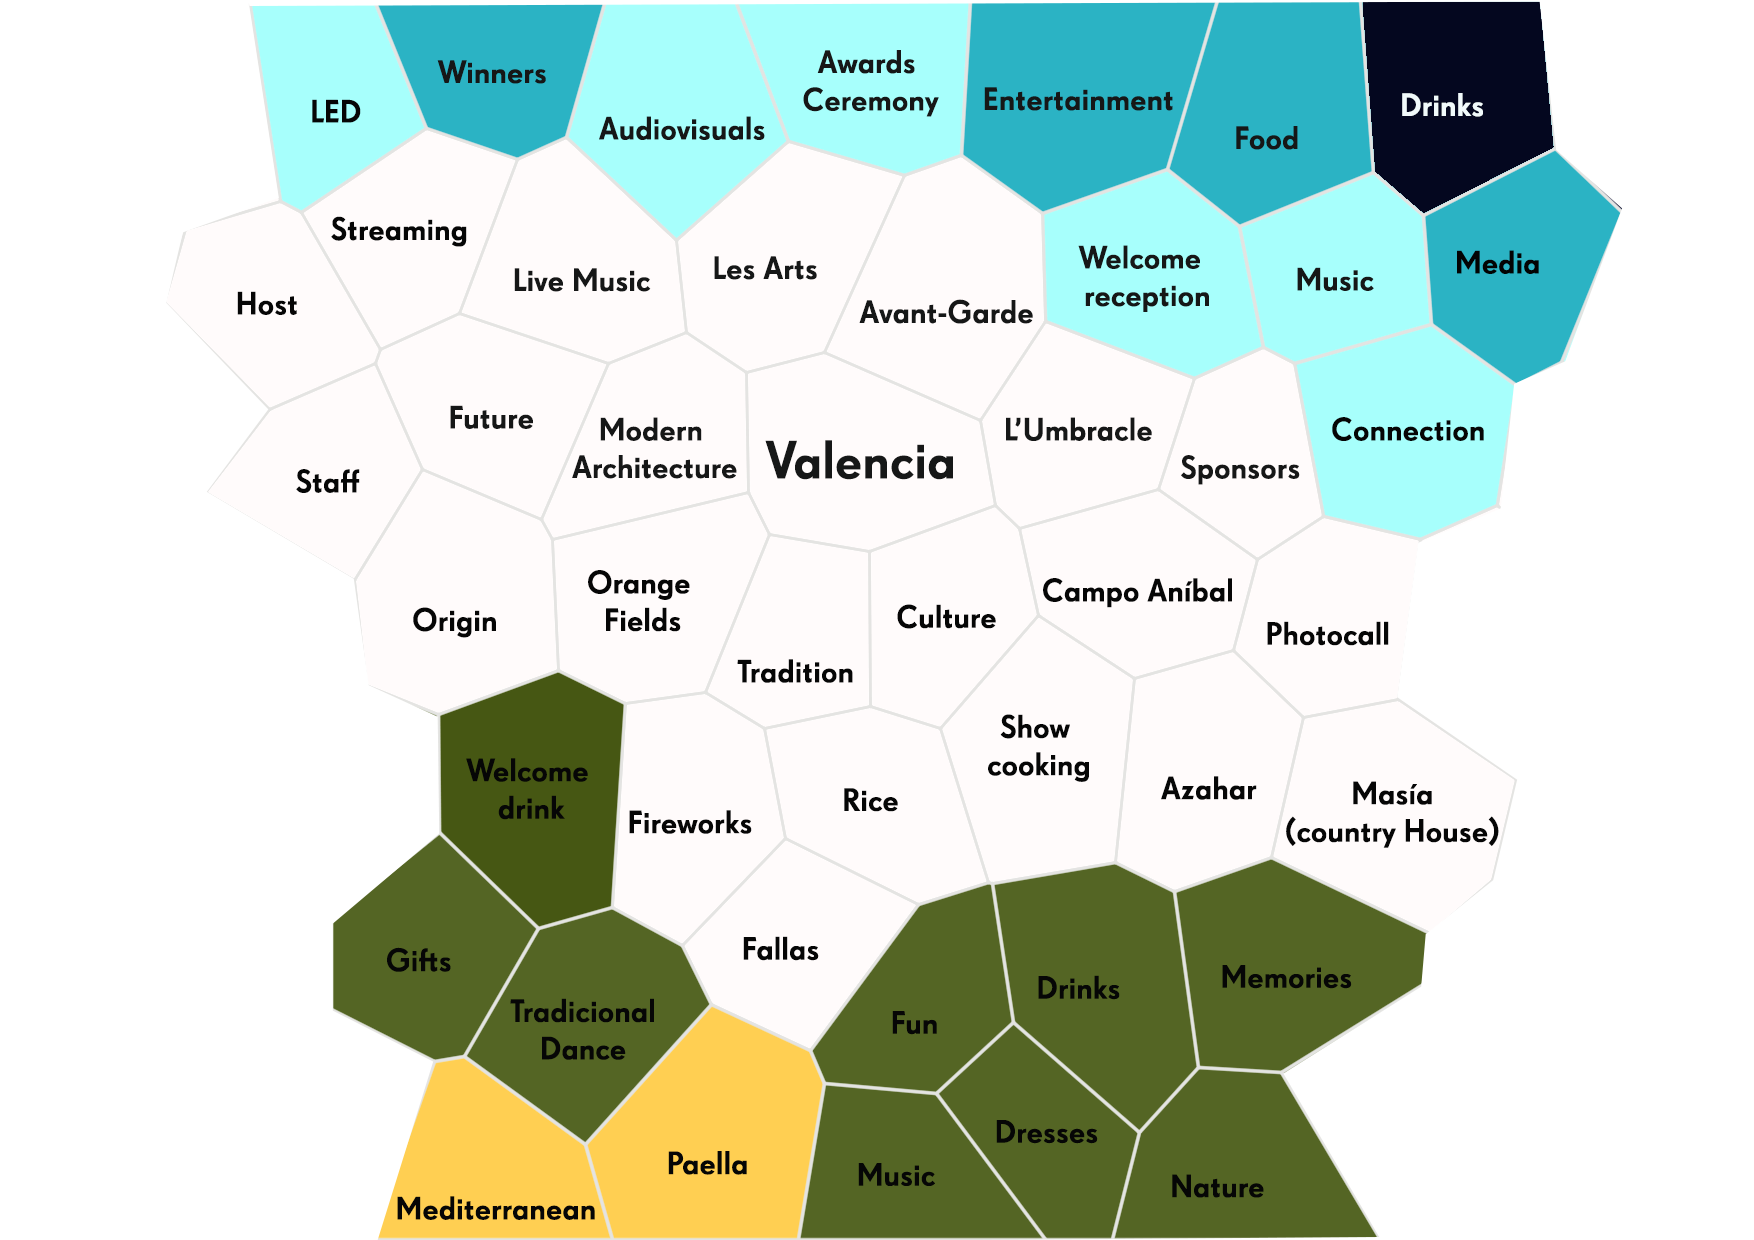 LED
Winners
Audiovisuals
Awards
Ceremony
Entertainment
Food
Drinks
Host
Streaming
Live Music
Les Arts
Avant-Garde
Welcome
reception
Music
Media
Staff
Future
Modern
Architecture
Valencia
L'Umbracle
Sponsors
Connection
Origin
Orange
Fields
Tradition
Culture
Campo Aníbal
Photocall
Welcome
drink
Fireworks
Rice
Show
cooking
Azahar
Masía
(country House)
Gifts
Tradicional
Dance
Fallas
Fun
Drinks
Memories
Mediterranean
Paella
Music
Dresses
Nature